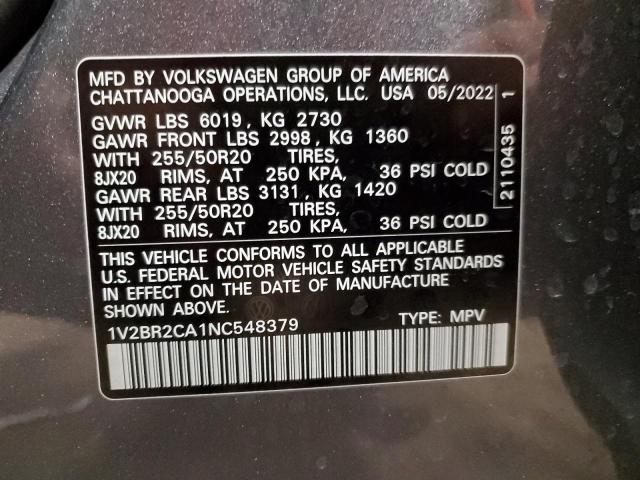 MFD BY VOLKSWAGEN GROUP OF AMERICA
CHATTANOOGA OPERATIONS, LLC. USA 05/2022
GVWR LBS 6019, KG 2730
GAWR FRONT LBS 2998, KG 1360
WITH 255/50R20 TIRES,
8JX20 RIMS, AT 250 KPA, 36 PSI COLD
GAWR REAR LBS 3131, KG 1420
WITH 255/50R20 TIRES,
8JX20 RIMS, AT 250 KPA, 36 PSI COLD
THIS VEHICLE CONFORMS TO ALL APPLICABLE
U.S. FEDERAL MOTOR VEHICLE SAFETY STANDARDS
IN EFFECT ON THE DATE OF MANUFACTURE
SHOWN ABOVE.
1V2BR2CA1NC548379 TYPE: MPV
2110435 1